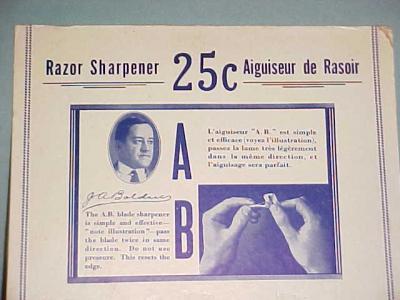 Razor Sharpener 25c Aiguiseur de Rasoir
A
B
L'aiguiseur "A.B." est simple
et efficace (voyez l'illustration),
passez la lame très légèrement
dans la même direction, et
l'aiguisage sera parfait.
The A.B. blade sharpener
is simple and effective—
"note illustration"— pass
the blade twice in same
direction. Do not use
pressure. This resets the
edge.